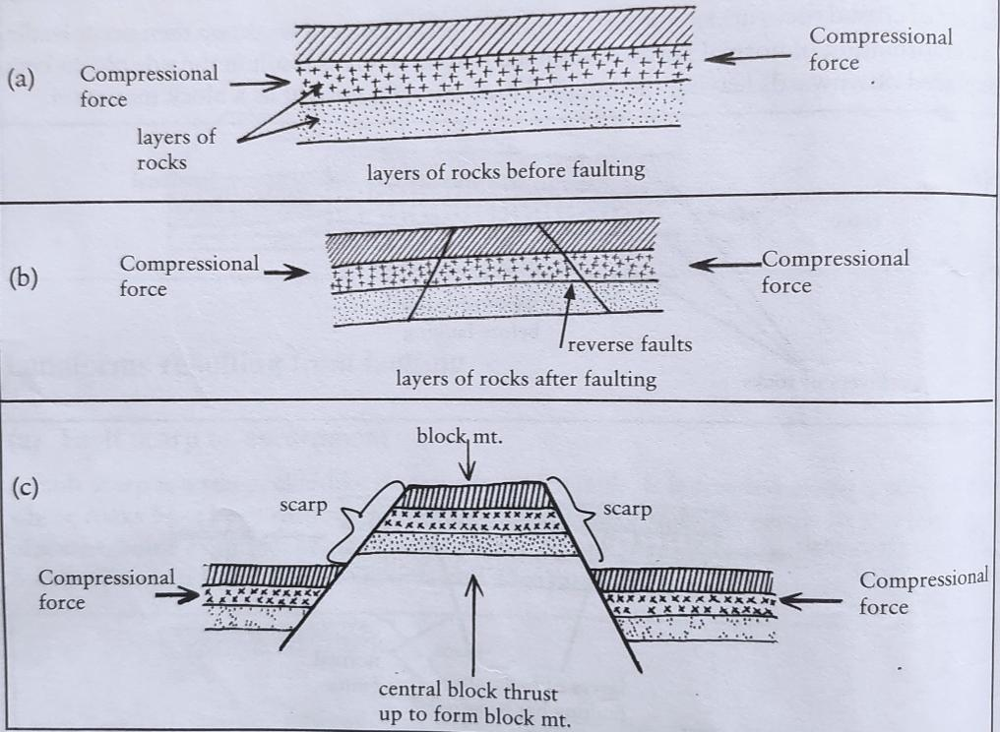 (a)
Compressional
force
Compressional
force
layers of
rocks
layers of rocks before faulting
(b)
Compressional
force
Compressional
force
reverse faults
layers of rocks after faulting
(c)
block mt.
scarp
scarp
Compressional
force
Compressional
force
central block thrust
up to form block mt.